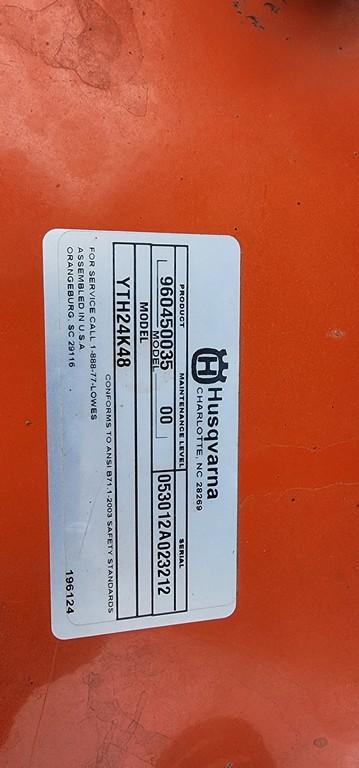 Husqvarna
CHARLOTTE, NC 28269
PRODUCT MAINTENANCE LEVEL SERIAL
960450035 00 053012A023212
MODEL
MODEL
YTH24K48
CONFORMS TO ANSI B71.1-2003 SAFETY STANDARDS
FOR SERVICE CALL 1-888-77-LOWES
ASSEMBLED IN U.S.A.
ORANGEBURG, SC 29116
196124